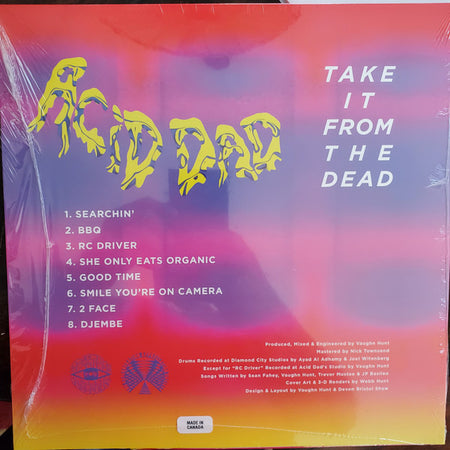 ACID DAD
TAKE
IT
FROM
THE
DEAD
1. SEARCHIN'
2. BBQ
3. RC DRIVER
4. SHE ONLY EATS ORGANIC
5. GOOD TIME
6. SMILE YOU'RE ON CAMERA
7. 2 FACE
8. DJEMBE
Produced, Mixed & Engineered by Vaughn Hunt
Mastered by Nick Townsend
Drums Recorded at Diamond City Studios by Ayad Al Adhamy & Joel Wittenberg
Except for "RC Driver" Recorded at Acid Dad's Studio by Vaughn Hunt
Songs Written by Sean Fahey, Vaughn Hunt, Trevor Mustoe & JP Basileo
Cover Art & 3-D Renders by Webb Hunt
Design & Layout by Vaughn Hunt & Devon Bristol Shaw
MADE IN
CANADA